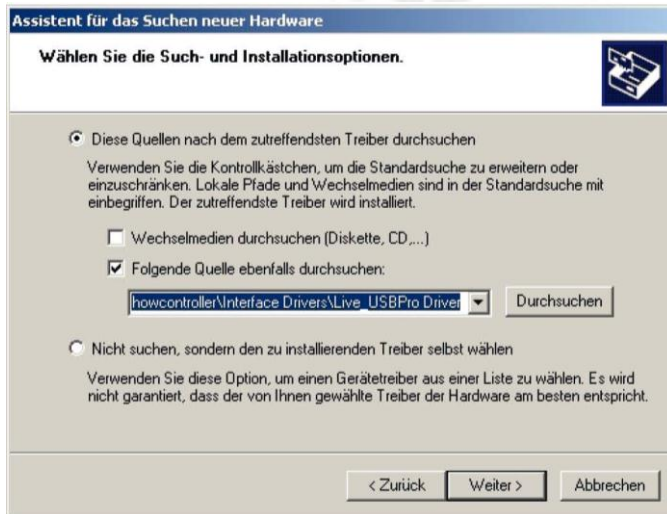 Assistent für das Suchen neuer Hardware
Wählen Sie die Such- und Installationsoptionen.
Diese Quellen nach dem zutreffendsten Treiber durchsuchen
Verwenden Sie die Kontrollkästchen, um die Standardsuche zu erweitern oder
einzuschränken. Lokale Pfade und Wechselmedien sind in der Standardsuche mit
einbegriffen. Der zutreffendste Treiber wird installiert.
Wechselmedien durchsuchen (Diskette, CD,...)
Folgende Quelle ebenfalls durchsuchen:
howcontroller\Interface Drivers\Live_USBPro Driver Durchsuchen
Nicht suchen, sondern den zu installierenden Treiber selbst wählen
Verwenden Sie diese Option, um einen Gerätetreiber aus einer Liste zu wählen. Es wird
nicht garantiert, dass der von Ihnen gewählte Treiber der Hardware am besten entspricht.
< Zurück Weiter > Abbrechen